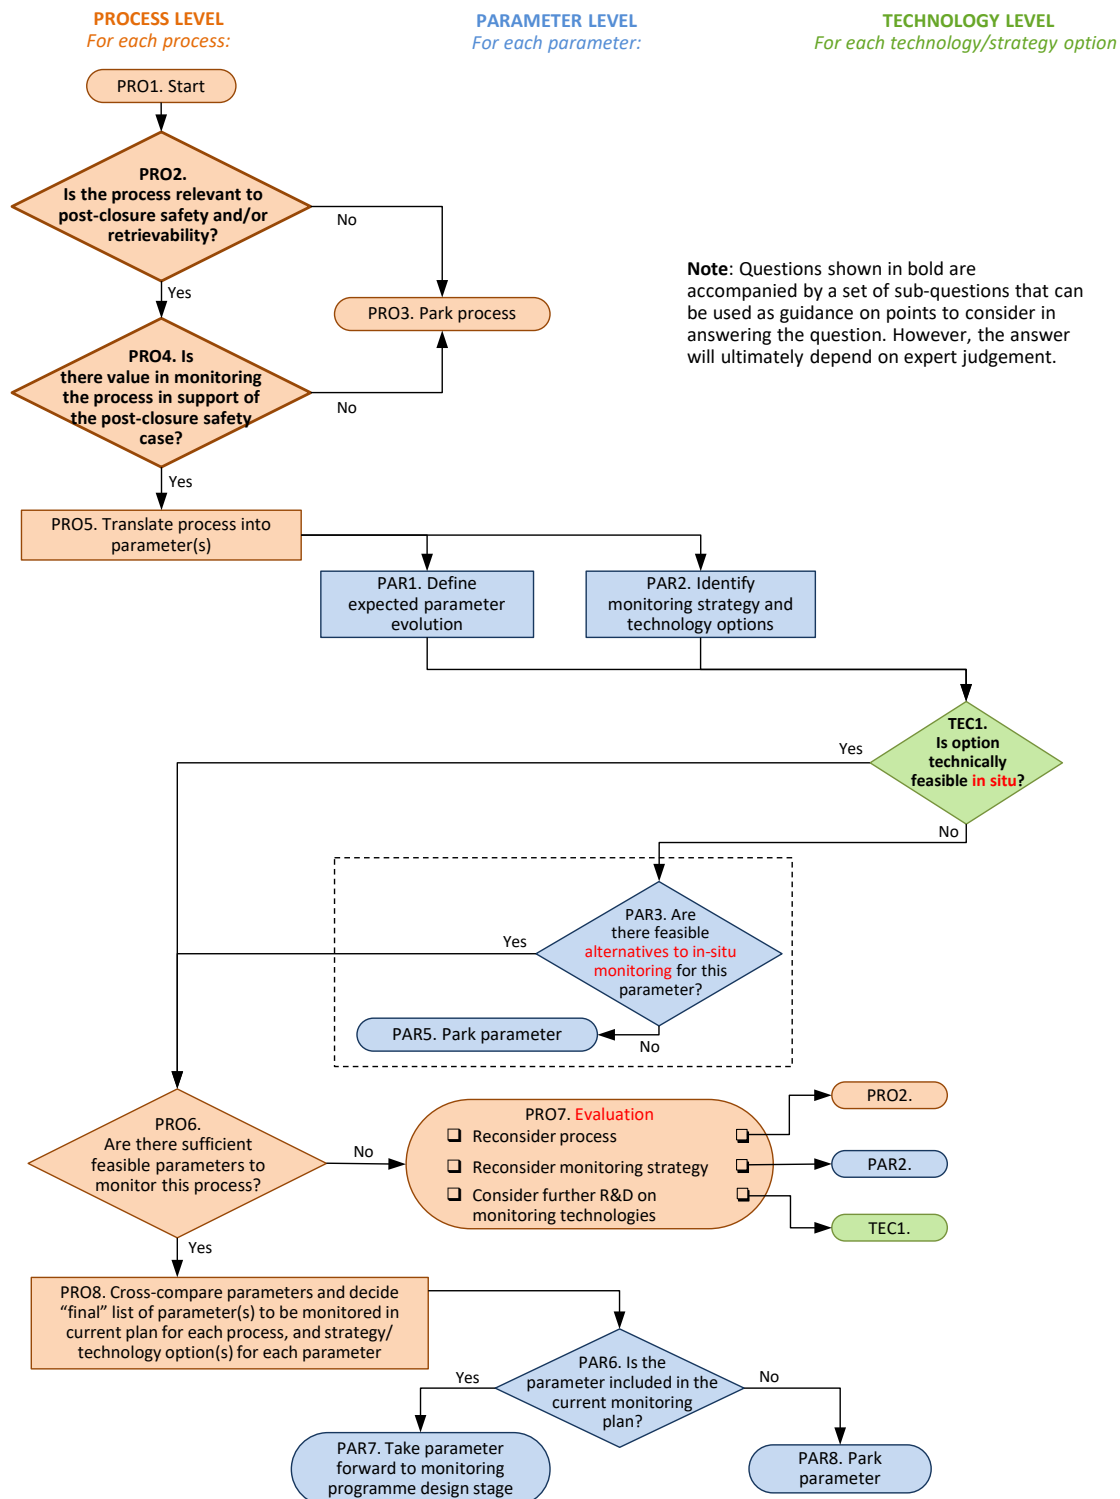 PROCESS LEVEL
For each process:
PARAMETER LEVEL
For each parameter:
TECHNOLOGY LEVEL
For each technology/strategy option
PRO1. Start
PRO2.
Is the process relevant to
post-closure safety and/or
retrievability?
No
Yes
PRO3. Park process
Note: Questions shown in bold are
accompanied by a set of sub-questions that can
be used as guidance on points to consider in
answering the question. However, the answer
will ultimately depend on expert judgement.
PRO4. Is
there value in monitoring
the process in support of
the post-closure safety
case?
No
Yes
PRO5. Translate process into
parameter(s)
PAR1. Define
expected parameter
evolution
PAR2. Identify
monitoring strategy and
technology options
TEC1.
Is option
technically
feasible in situ?
Yes
No
PAR3. Are
there feasible
alternatives to in-situ
monitoring for this
parameter?
Yes
No
PAR5. Park parameter
PRO6.
Are there sufficient
feasible parameters to
monitor this process?
No
Yes
PRO7. Evaluation
❑ Reconsider process ❑
❑ Reconsider monitoring strategy ❑
❑ Consider further R&D on ❑
monitoring technologies
PRO2.
PAR2.
TEC1.
PRO8. Cross-compare parameters and decide
“final” list of parameter(s) to be monitored in
current plan for each process, and strategy/
technology option(s) for each parameter
PAR6. Is the
parameter included in the
current monitoring
plan?
Yes
No
PAR7. Take parameter
forward to monitoring
programme design stage
PAR8. Park
parameter